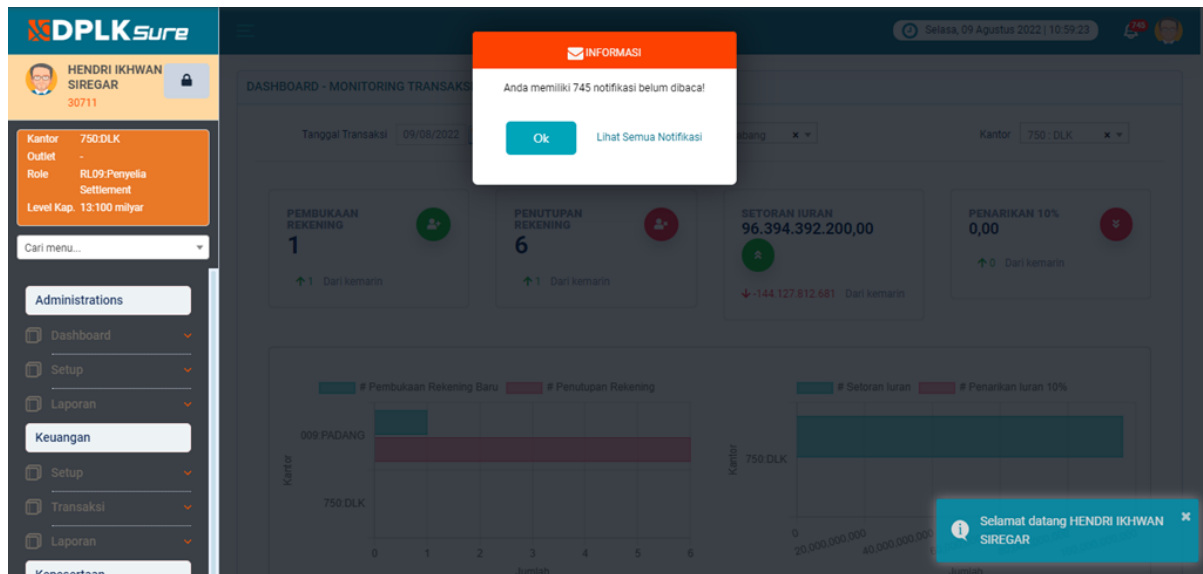 DPLKsure
HENDRI IKHWAN
SIREGAR
30711
Kantor 750:DLK
Outlet -
Role RL09:Penyelia
Settlement
Level Kap. 13:100 milyar
Cari menu...
Administrations
Dashboard
Setup
Laporan
Keuangan
Setup
Transaksi
Laporan
Kepesertaan
Selasa, 09 Agustus 2022 | 10:59:23
745
INFORMASI
Anda memiliki 745 notifikasi belum dibaca!
Ok Lihat Semua Notifikasi
DASHBOARD - MONITORING TRANSAKSI
Tanggal Transaksi 09/08/2022
Kantor 750 : DLK
PEMBUKAAN
REKENING
1
1 Dari kemarin
PENUTUPAN
REKENING
6
1 Dari kemarin
SETORAN IURAN
96.394.392.200,00
-144.127.812.681 Dari kemarin
PENARIKAN 10%
0,00
0 Dari kemarin
# Pembukaan Rekening Baru # Penutupan Rekening
009:PADANG
Kantor
750:DLK
0 1 2 3 4 5 6
Jumlah
# Setoran Iuran # Penarikan Iuran 10%
Kantor
750:DLK
0
20,000,000,000
40,000,000,000
Jumlah
Selamat datang HENDRI IKHWAN
SIREGAR